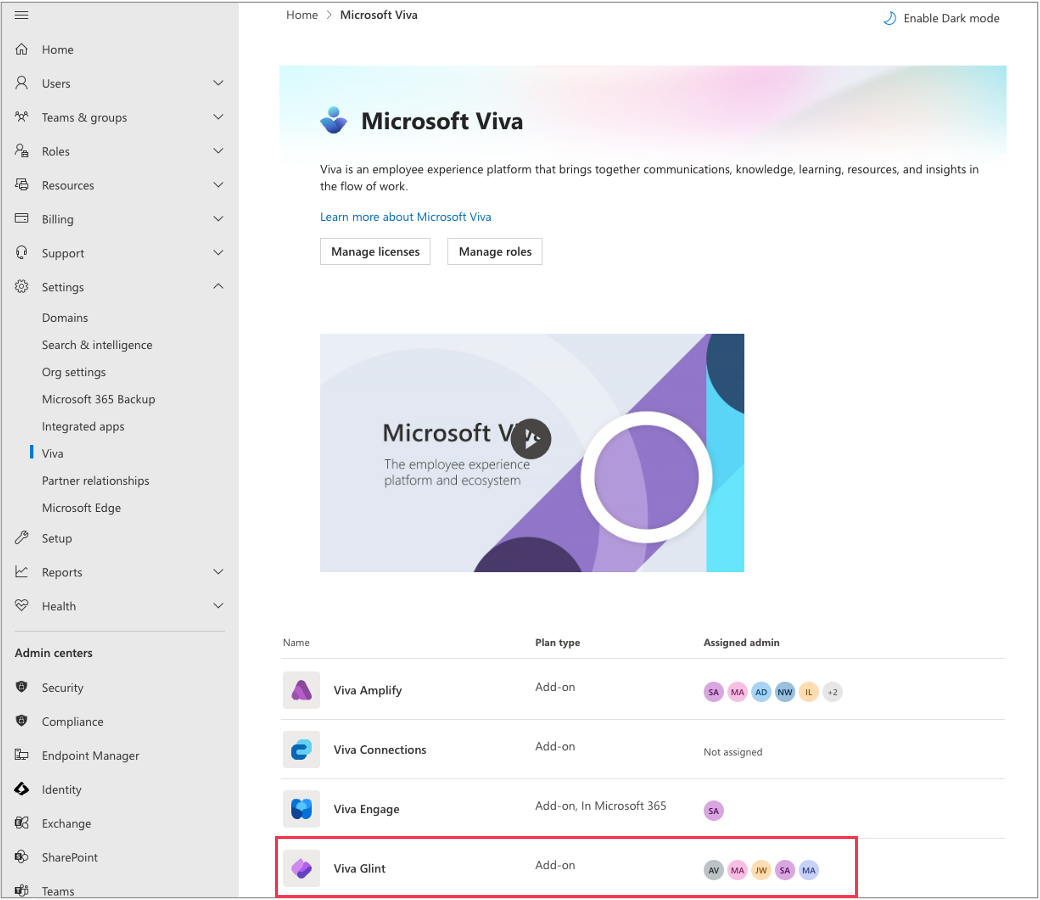 Home > Microsoft Viva
Enable Dark mode
Home
Users
Teams & groups
Roles
Resources
Billing
Support
Settings
Domains
Search & intelligence
Org settings
Microsoft 365 Backup
Integrated apps
Viva
Partner relationships
Microsoft Edge
Setup
Reports
Health
Admin centers
Security
Compliance
Endpoint Manager
Identity
Exchange
SharePoint
Teams
Microsoft Viva
Viva is an employee experience platform that brings together communications, knowledge, learning, resources, and insights in
the flow of work.
Learn more about Microsoft Viva
Manage licenses Manage roles
Microsoft Viva
The employee experience
platform and ecosystem
Name Plan type Assigned admin
Viva Amplify Add-on SA MA AD NW IL +2
Viva Connections Add-on Not assigned
Viva Engage Add-on, In Microsoft 365 SA
Viva Glint Add-on AV MA JW SA MA